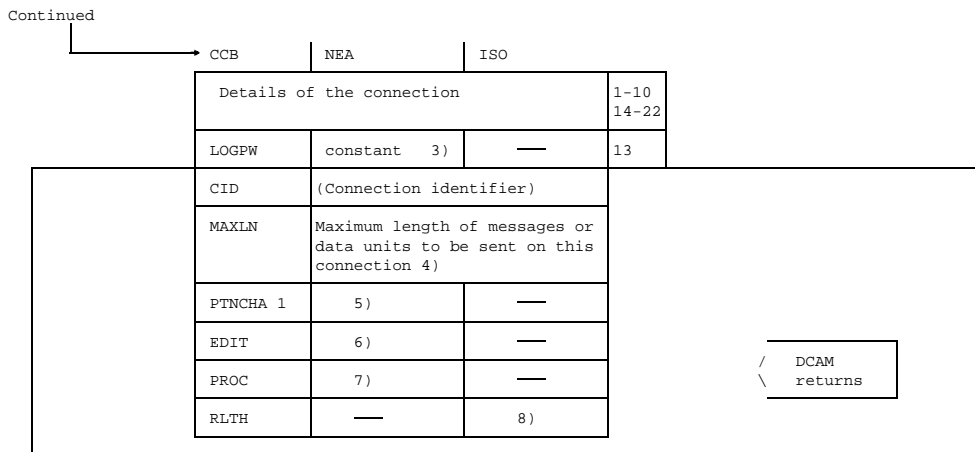 Continued
CCB NEA ISO
Details of the connection 1-10
14-22
LOGPW constant 3) — 13
CID (Connection identifier)
MAXLN Maximum length of messages or
data units to be sent on this
connection 4)
PTNCHA 1 5) —
EDIT 6) —
PROC 7) —
RLTH — 8)
/ DCAM
\ returns